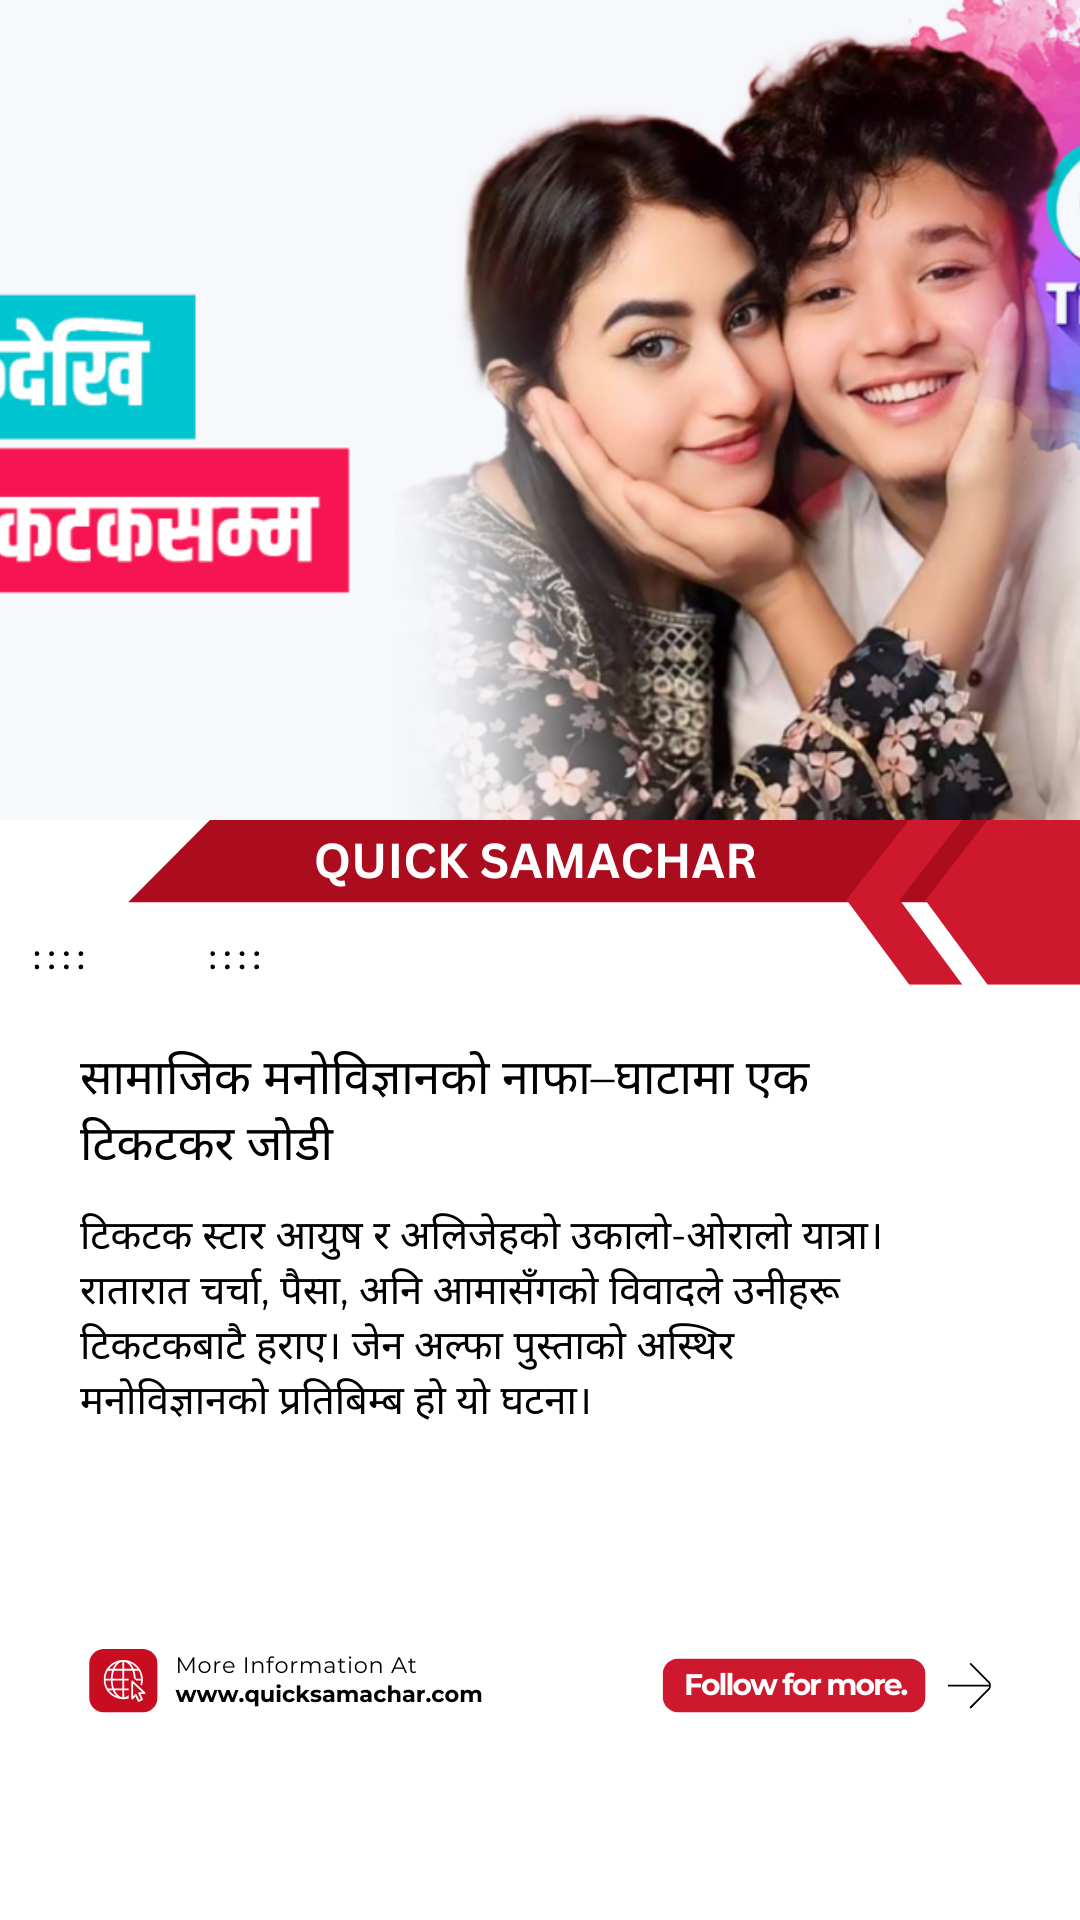 देखि
कटकसम्म
QUICK SAMACHAR
सामाजिक मनोविज्ञानको नाफा–घाटामा एक
टिकटकर जोडी
टिकटक स्टार आयुष र अलिजेहको उकालो-ओरालो यात्रा।
रातारात चर्चा, पैसा, अनि आमासँगको विवादले उनीहरू
टिकटकबाटै हराए। जेन अल्फा पुस्ताको अस्थिर
मनोविज्ञानको प्रतिबिम्ब हो यो घटना।
More Information At
www.quicksamachar.com
Follow for more.